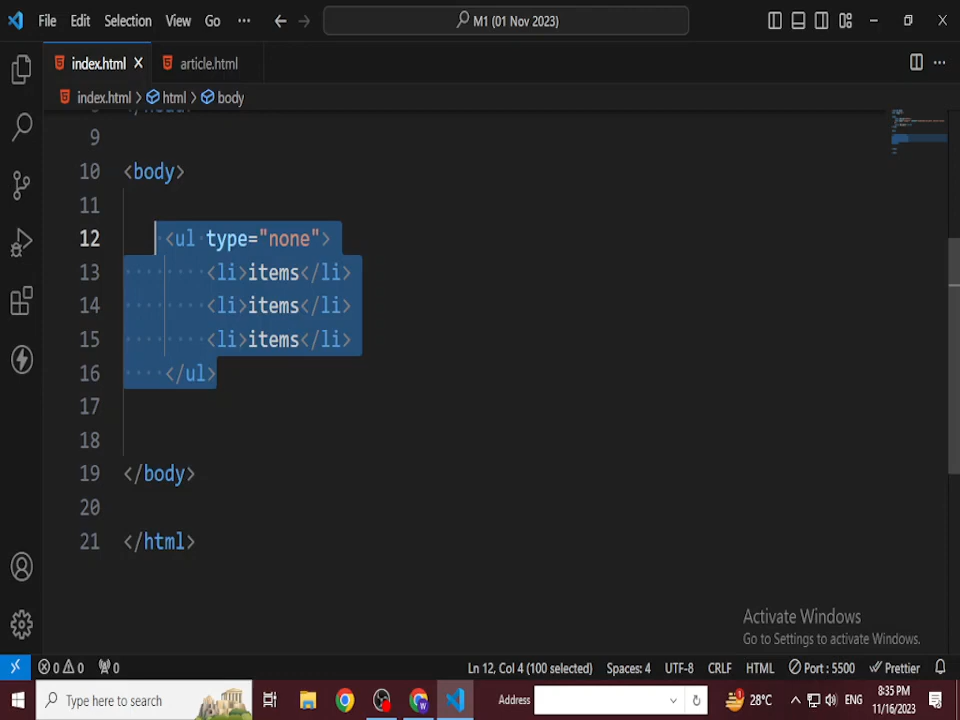 File Edit Selection View Go ··· M1 (01 Nov 2023)
index.html article.html
index.html > html > body
9
10 <body>
11
12 <ul type="none">
13 <li>items</li>
14 <li>items</li>
15 <li>items</li>
16 </ul>
17
18
19 </body>
20
21 </html>
Activate Windows
Go to Settings to activate Windows.
0 0 0 Ln 12, Col 4 (100 selected) Spaces: 4 UTF-8 CRLF HTML Port : 5500 Prettier
Type here to search Address 1 28°C ENG 8:35 PM
11/16/2023